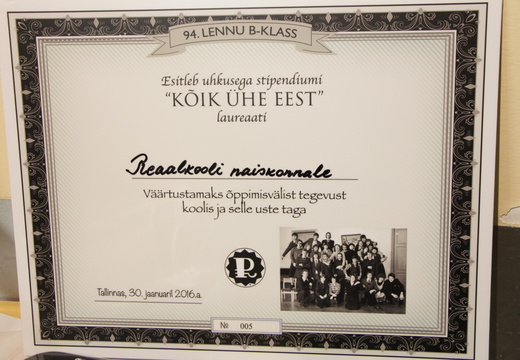 94. LENNU B-KLASS
Esitleb uhkusega stipendiumi
“KÕIK ÜHE EEST”
laureaati
Reaalkooli naiskonnale
Väärtustamaks õppimisvälist tegevust
koolis ja selle uste taga
R
Tallinnas, 30. jaanuaril 2016.a.
№ 005